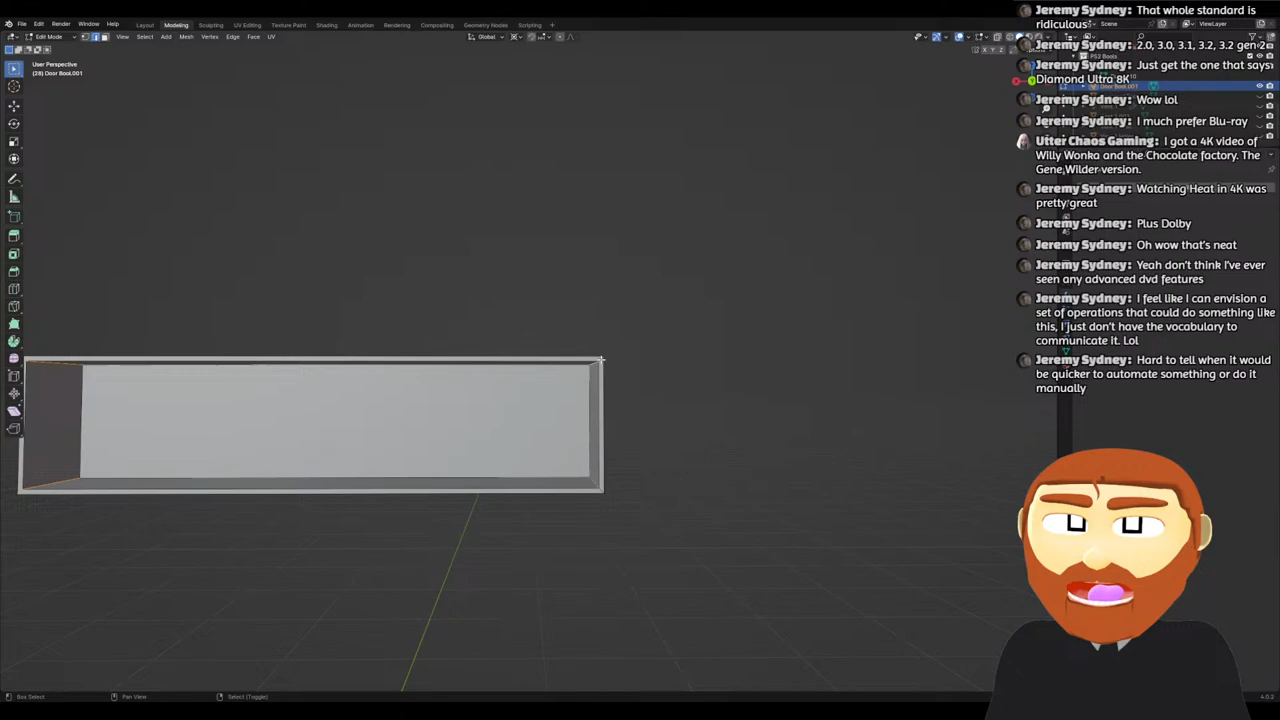 File Edit Render Window Help Layout Modeling Sculpting UV Editing Texture Paint Shading Animation Rendering Compositing Geometry Nodes Scripting + Scene ViewLayer
Edit Mode View Select Add Mesh Vertex Edge Face UV Global
X Y Z
User Perspective
(28) Door Bool.001
PS2 Bools
Door Bool.001
Jeremy Sydney: That whole standard is
ridiculous
Jeremy Sydney: 2.0, 3.0, 3.1, 3.2, 3.2 gen 2
Jeremy Sydney: Just get the one that says
Diamond Ultra 8K
Jeremy Sydney: Wow lol
Jeremy Sydney: I much prefer Blu-ray
Utter Chaos Gaming: I got a 4K video of
Willy Wonka and the Chocolate factory. The
Gene Wilder version.
Jeremy Sydney: Watching Heat in 4K was
pretty great
Jeremy Sydney: Plus Dolby
Jeremy Sydney: Oh wow that's neat
Jeremy Sydney: Yeah don't think I've ever
seen any advanced dvd features
Jeremy Sydney: I feel like I can envision a
set of operations that could do something like
this, I just don't have the vocabulary to
communicate it. Lol
Jeremy Sydney: Hard to tell when it would
be quicker to automate something or do it
manually
Box Select Pan View Select (Toggle) 4.0.2